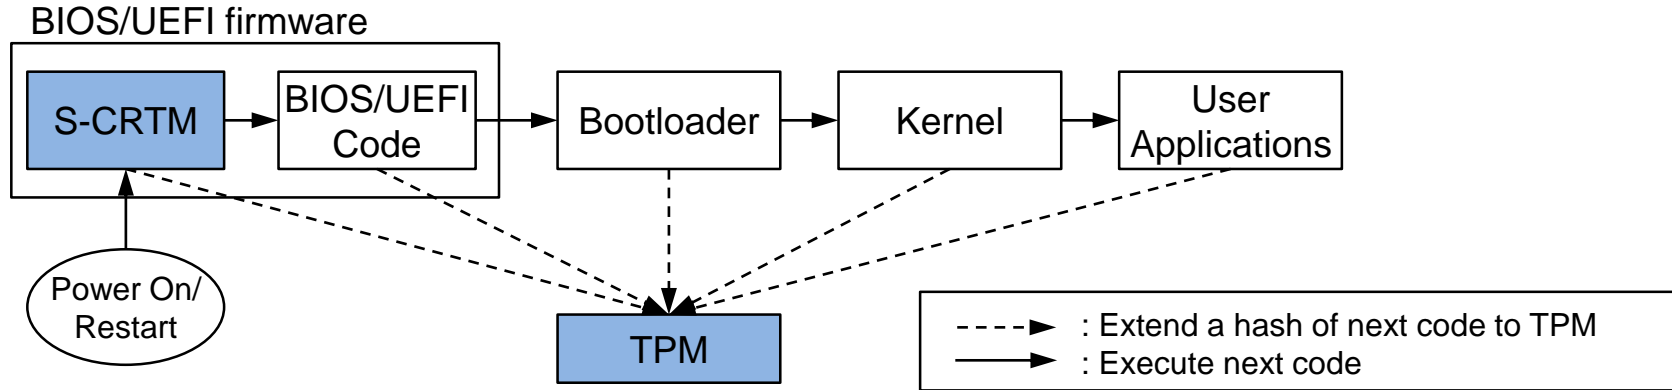 BIOS/UEFI firmware
S-CRTM
BIOS/UEFI
Code
Bootloader
Kernel
User
Applications
Power On/
Restart
TPM
: Extend a hash of next code to TPM
: Execute next code